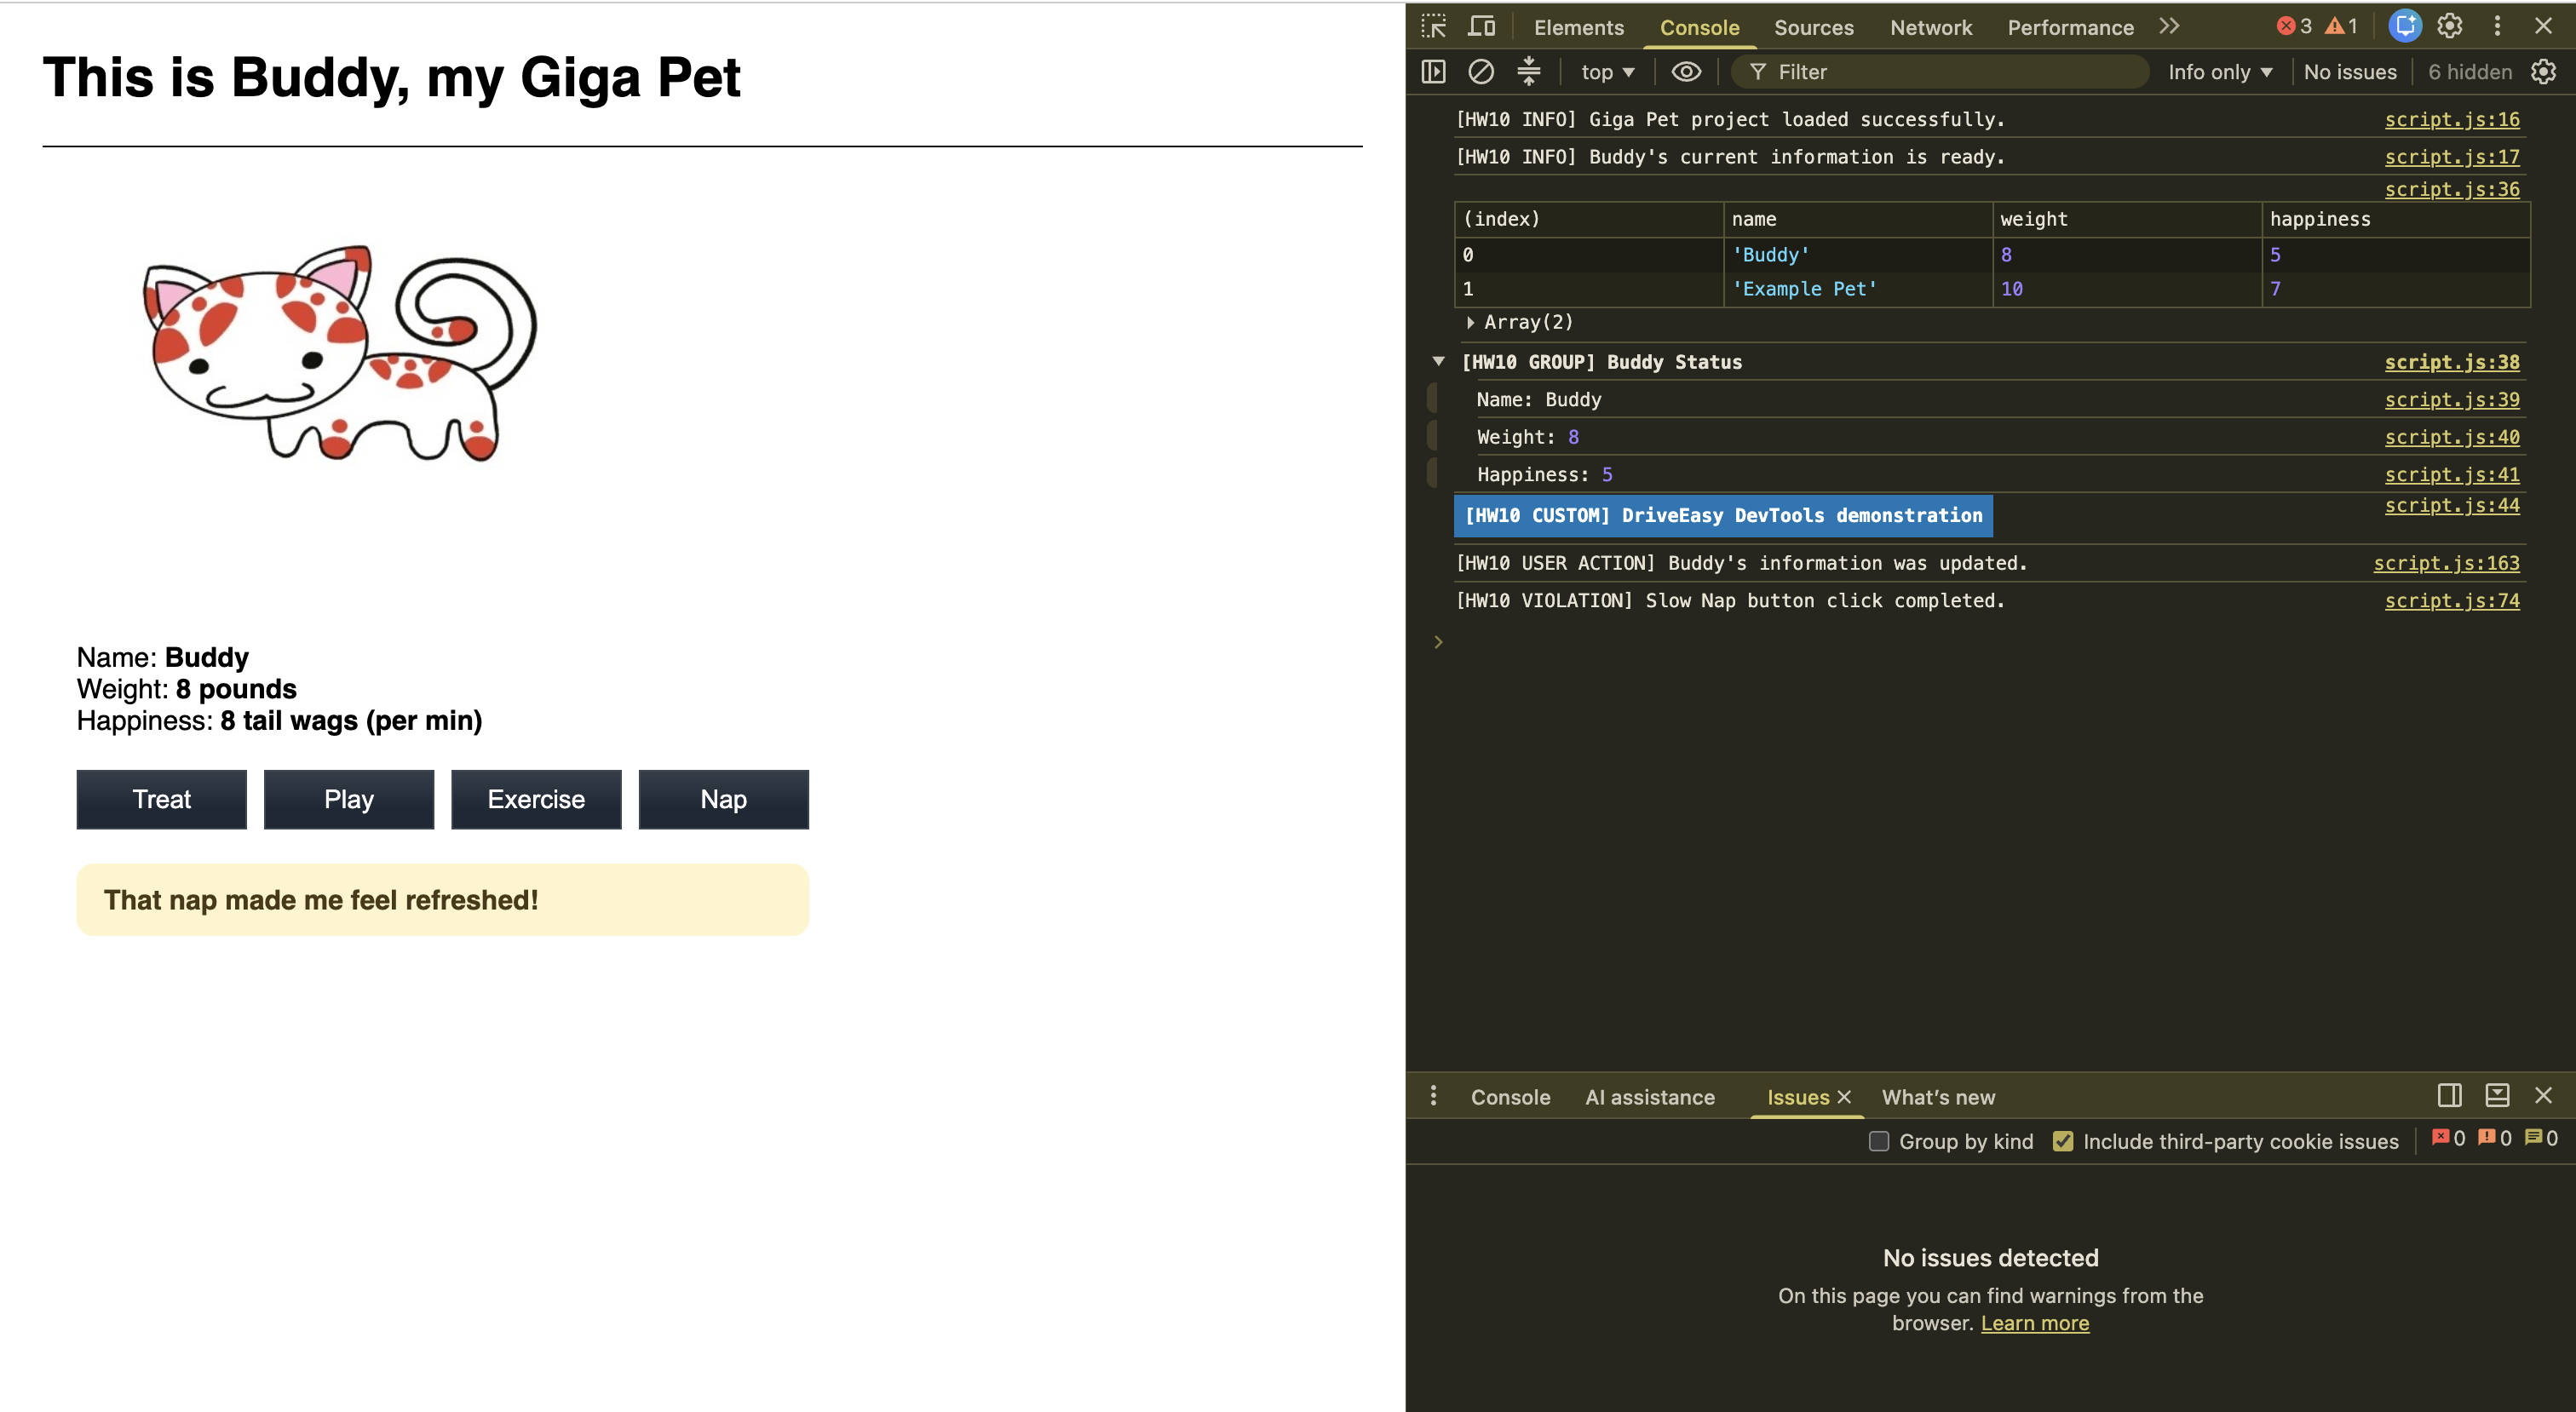 This is Buddy, my Giga Pet
Name: Buddy
Weight: 8 pounds
Happiness: 8 tail wags (per min)
Treat Play Exercise Nap
That nap made me feel refreshed!
Elements Console Sources Network Performance 3 1
top Filter Info only No issues 6 hidden
[HW10 INFO] Giga Pet project loaded successfully. script.js:16
[HW10 INFO] Buddy's current information is ready. script.js:17
script.js:36
(index) name weight happiness
0 'Buddy' 8 5
1 'Example Pet' 10 7
Array(2)
[HW10 GROUP] Buddy Status script.js:38
Name: Buddy script.js:39
Weight: 8 script.js:40
Happiness: 5 script.js:41
[HW10 CUSTOM] DriveEasy DevTools demonstration script.js:44
[HW10 USER ACTION] Buddy's information was updated. script.js:163
[HW10 VIOLATION] Slow Nap button click completed. script.js:74
Console AI assistance Issues What's new
Group by kind Include third-party cookie issues 0 0 0
No issues detected
On this page you can find warnings from the
browser. Learn more